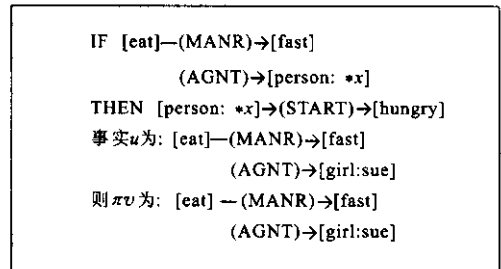 IF [eat]—(MANR)→[fast]
(AGNT)→[person: *x]
THEN [person: *x]→(START)→[hungry]
事实u为: [eat]—(MANR)→[fast]
(AGNT)→[girl:sue]
则πv为: [eat] — (MANR)→[fast]
(AGNT)→[girl:sue]